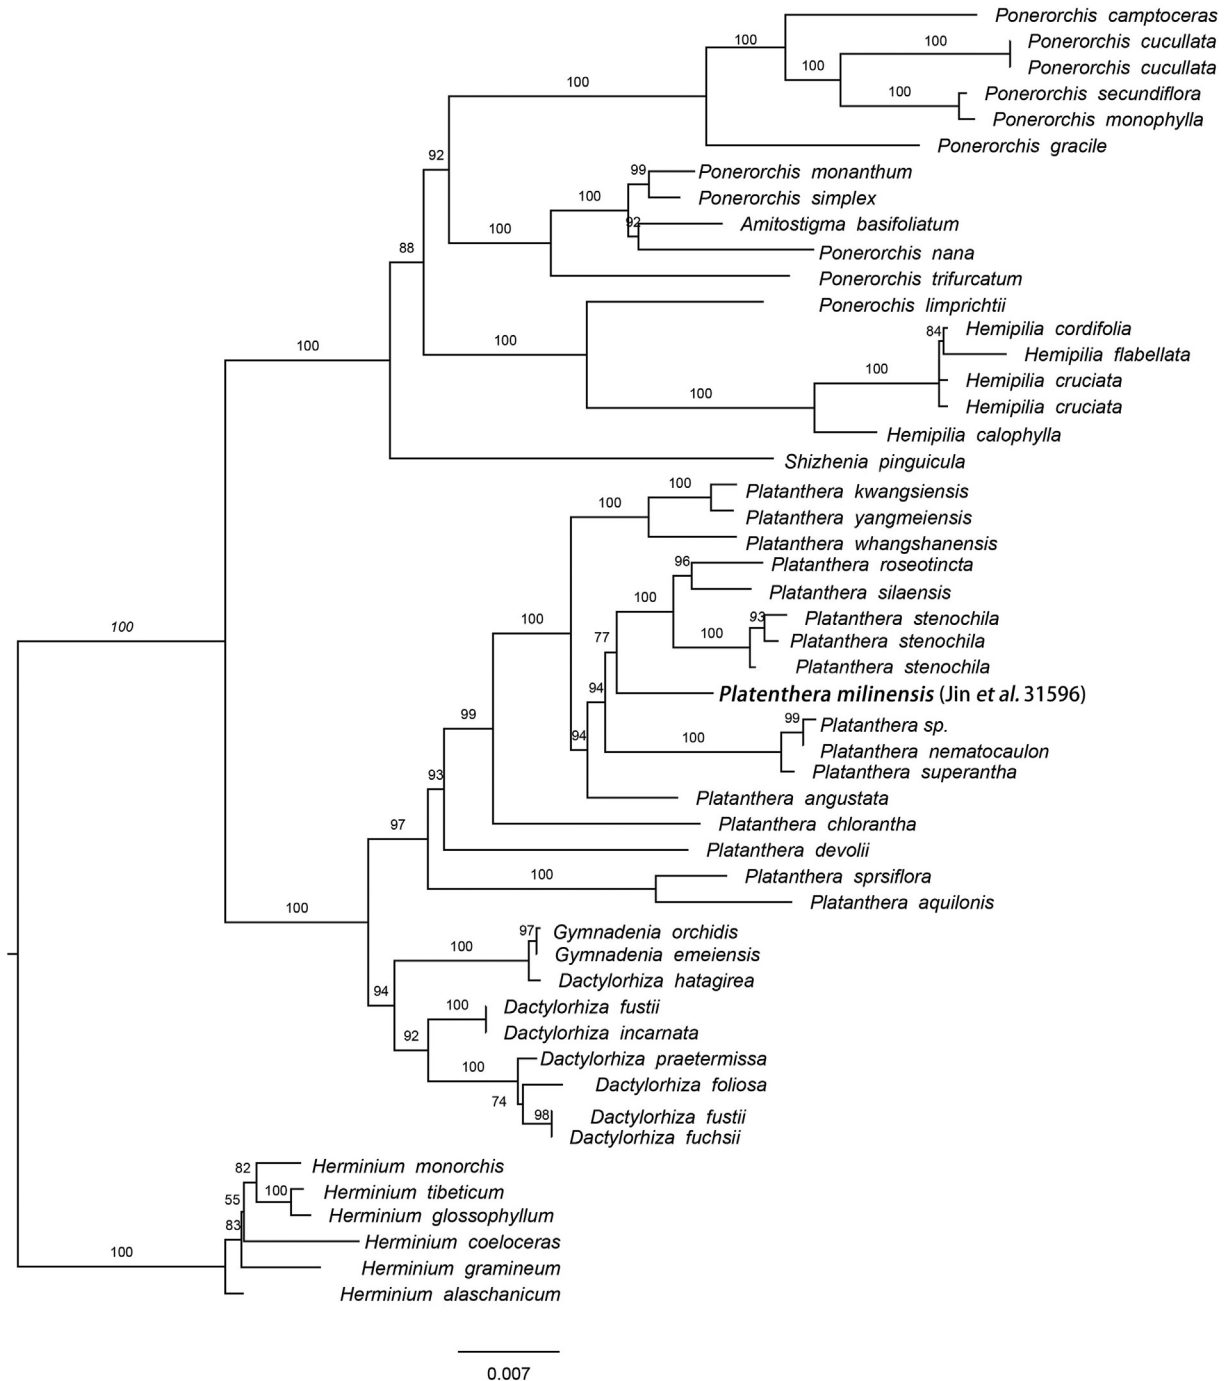 Ponerorchis camptoceras
100
100
Ponerorchis cucullata
100
Ponerorchis cucullata
100
100
Ponerorchis secundiflora
Ponerorchis monophylla
Ponerorchis gracile
92
99
Ponerorchis monanthum
100
Ponerorchis simplex
92
Amitostigma basifoliatum
100
88
Ponerorchis nana
Ponerorchis trifurcatum
Ponerochis limprichtii
84
Hemipilia cordifolia
100
100
Hemipilia flabellata
100
Hemipilia cruciata
100
Hemipilia cruciata
Hemipilia calophylla
Shizhenia pinguicula
100
Platanthera kwangsiensis
100
Platanthera yangmeiensis
Platanthera whangshanensis
96
Platanthera roseotincta
100
Platanthera silaensis
100
93
Platanthera stenochila
100
77
100
Platanthera stenochila
Platanthera stenochila
94
Platenthera milinensis (Jin et al. 31596)
99
99
Platanthera sp.
94
100
Platanthera nematocaulon
93
Platanthera superantha
Platanthera angustata
97
Platanthera chlorantha
Platanthera devolii
100
Platanthera sprsiflora
100
Platanthera aquilonis
97
Gymnadenia orchidis
100
Gymnadenia emeiensis
Dactylorhiza hatagirea
94
100
Dactylorhiza fustii
92
Dactylorhiza incarnata
100
Dactylorhiza praetermissa
Dactylorhiza foliosa
74
98
Dactylorhiza fustii
Dactylorhiza fuchsii
82
Herminium monorchis
100
Herminium tibeticum
55
Herminium glossophyllum
83
Herminium coeloceras
100
Herminium gramineum
Herminium alaschanicum
0.007